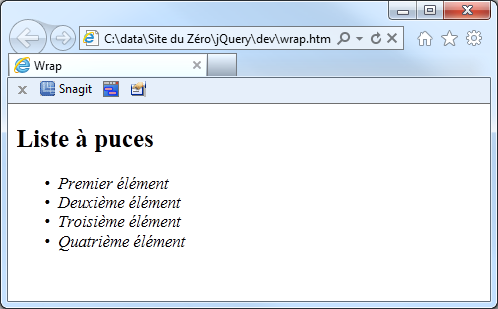 C:\data\Site du Zéro\jQuery\dev\wrap.htm
Wrap
Snagit
Liste à puces
• Premier élément
• Deuxième élément
• Troisième élément
• Quatrième élément